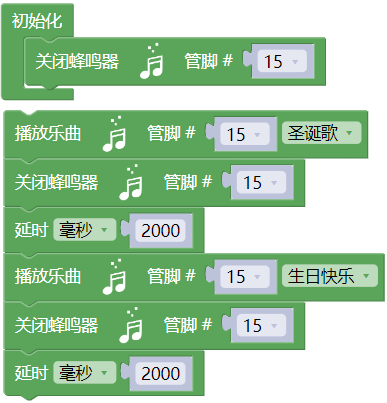 初始化
关闭蜂鸣器 管脚 # 15
播放乐曲 管脚 # 15 圣诞歌
关闭蜂鸣器 管脚 # 15
延时 毫秒 2000
播放乐曲 管脚 # 15 生日快乐
关闭蜂鸣器 管脚 # 15
延时 毫秒 2000